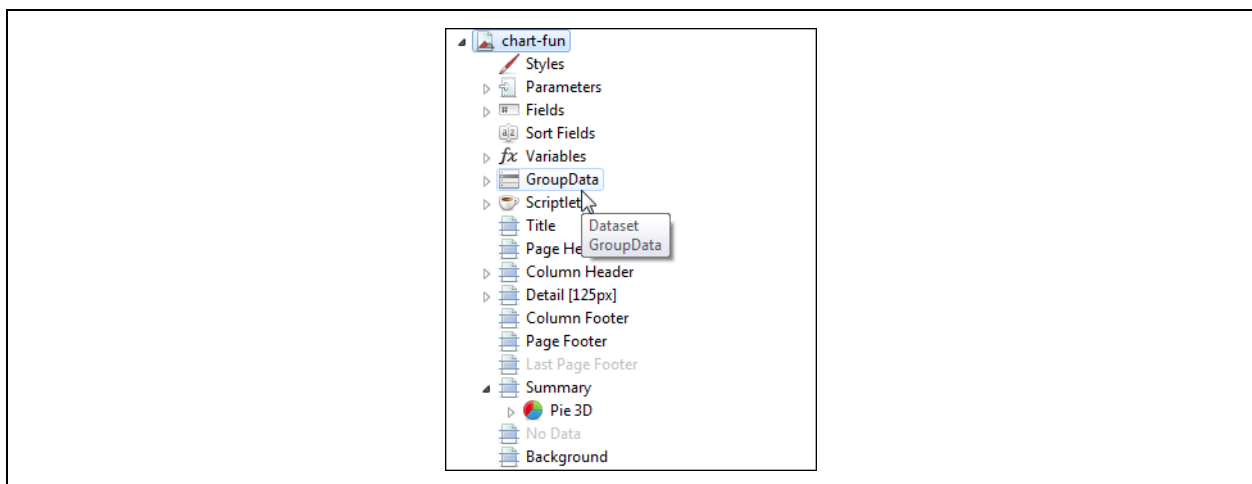 chart-fun
Styles
Parameters
Fields
Sort Fields
fx Variables
GroupData
Scriptlet
Title
Dataset
GroupData
Page He
Column Header
Detail [125px]
Column Footer
Page Footer
Last Page Footer
Summary
Pie 3D
No Data
Background